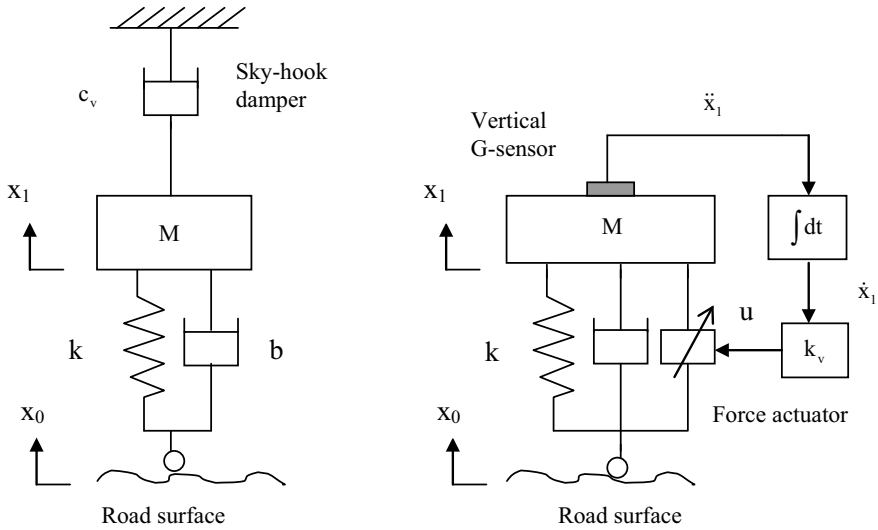 Sky-hook
damper
c_v
x_1
M
k
b
x_0
Road surface
ẍ_1
Vertical
G-sensor
x_1
M
∫dt
ẋ_1
u
k
k_v
x_0
Force actuator
Road surface